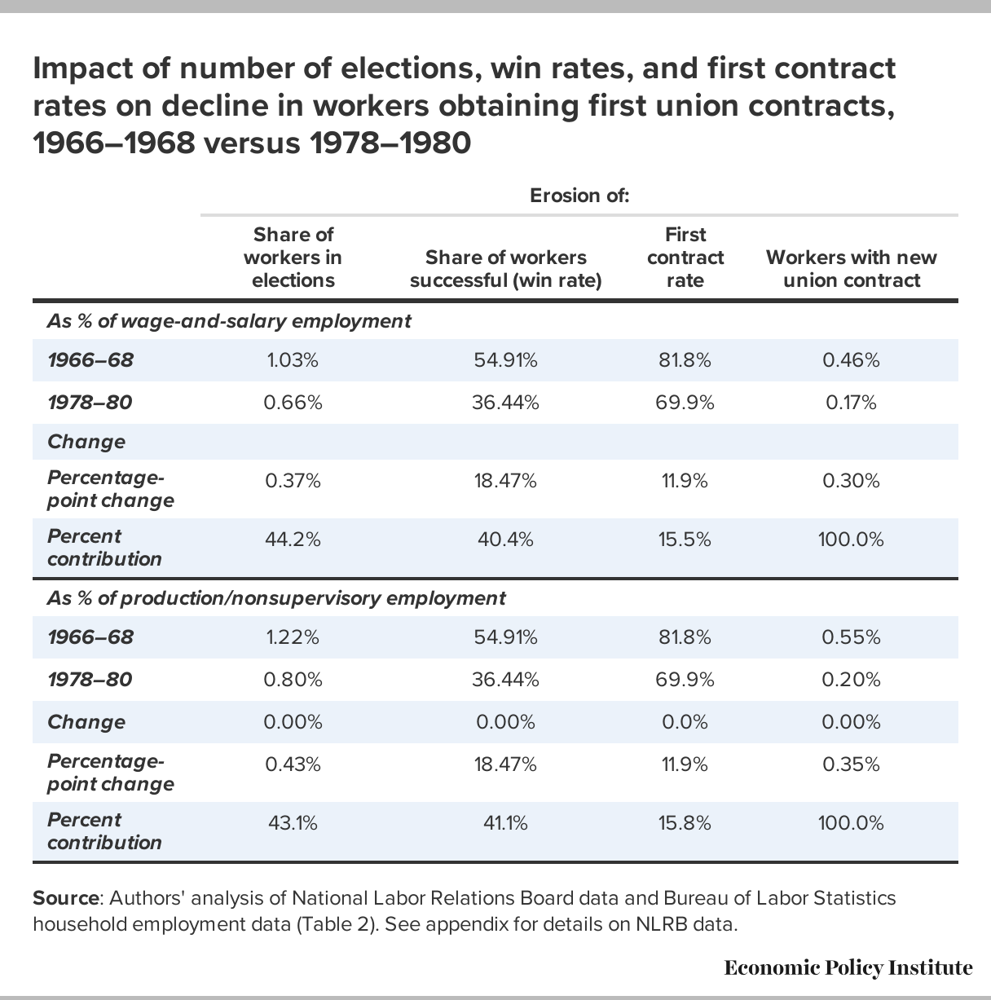 Impact of number of elections, win rates, and first contract
rates on decline in workers obtaining first union contracts,
1966–1968 versus 1978–1980
Erosion of:
Share of workers in elections
Share of workers successful (win rate)
First contract rate
Workers with new union contract
As % of wage-and-salary employment
1966–68 1.03% 54.91% 81.8% 0.46%
1978–80 0.66% 36.44% 69.9% 0.17%
Change
Percentage-point change 0.37% 18.47% 11.9% 0.30%
Percent contribution 44.2% 40.4% 15.5% 100.0%
As % of production/nonsupervisory employment
1966–68 1.22% 54.91% 81.8% 0.55%
1978–80 0.80% 36.44% 69.9% 0.20%
Change 0.00% 0.00% 0.0% 0.00%
Percentage-point change 0.43% 18.47% 11.9% 0.35%
Percent contribution 43.1% 41.1% 15.8% 100.0%
Source: Authors' analysis of National Labor Relations Board data and Bureau of Labor Statistics
household employment data (Table 2). See appendix for details on NLRB data.
Economic Policy Institute